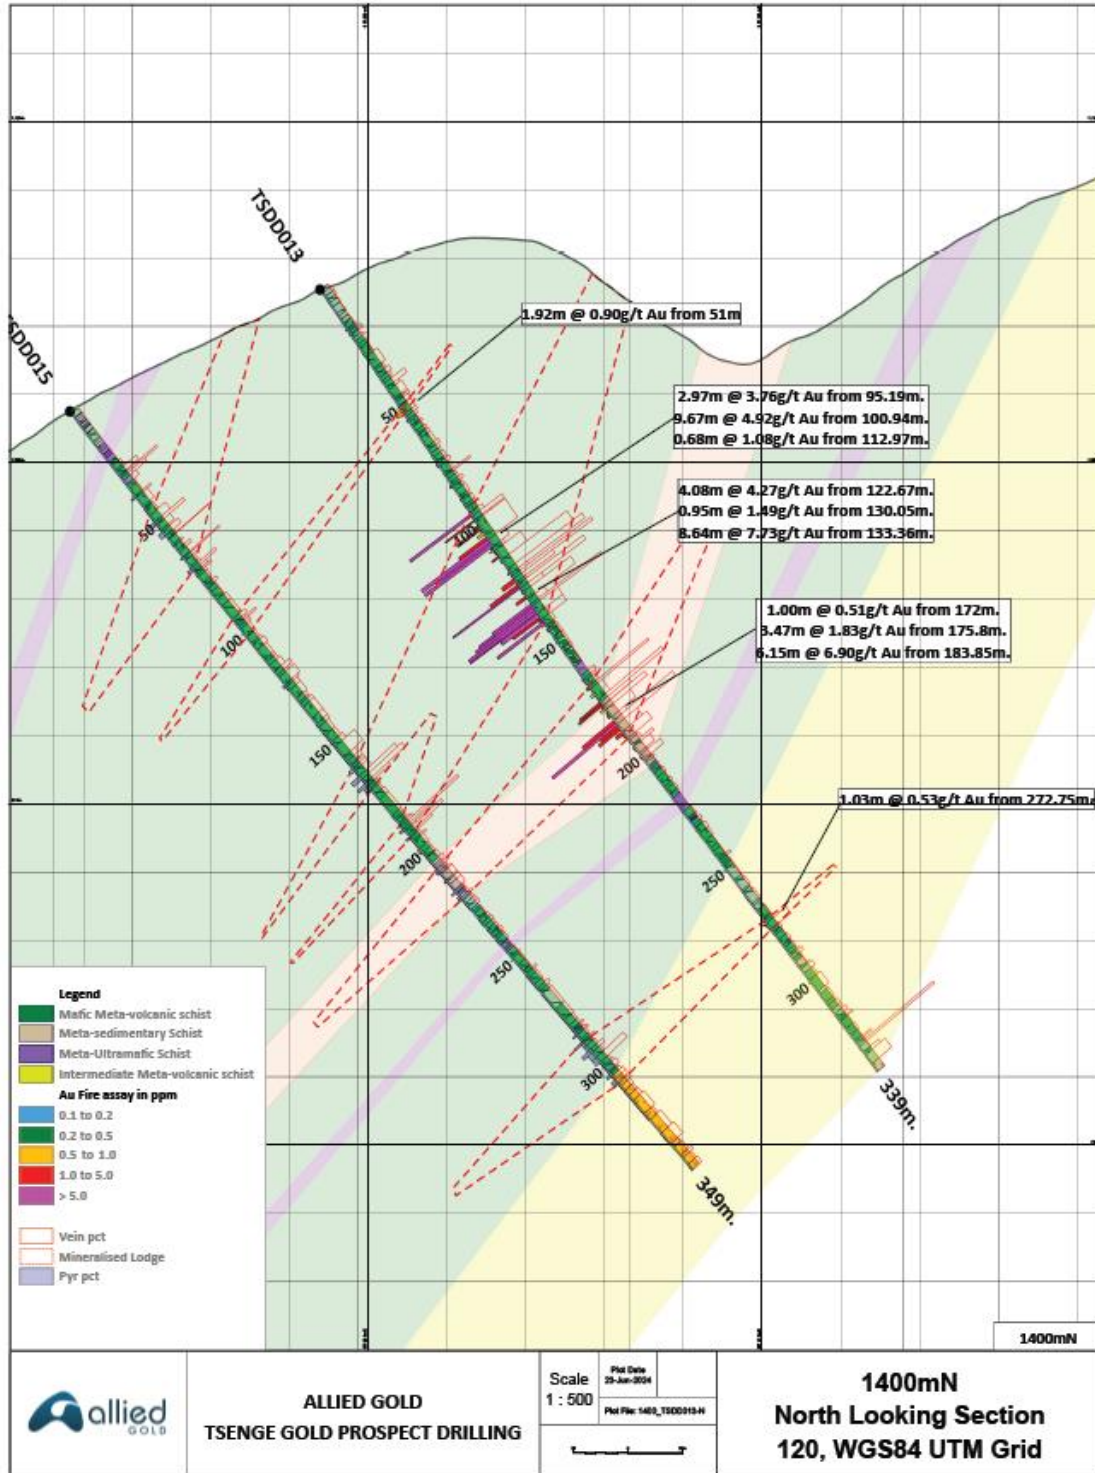 TSDD013
SDD015
1.92m @ 0.90g/t Au from 51m
2.97m @ 3.76g/t Au from 95.19m.
9.67m @ 4.92g/t Au from 100.94m.
0.68m @ 1.08g/t Au from 112.97m.
4.08m @ 4.27g/t Au from 122.67m.
0.95m @ 1.49g/t Au from 130.05m.
8.64m @ 7.73g/t Au from 133.36m.
1.00m @ 0.51g/t Au from 172m.
3.47m @ 1.83g/t Au from 175.8m.
6.15m @ 6.90g/t Au from 183.85m.
1.03m @ 0.53g/t Au from 272.75m.
50
100
150
200
250
300
339m.
50
100
150
200
250
300
349m.
Legend
Mafic Meta-volcanic schist
Meta-sedimentary Schist
Meta-Ultramafic Schist
Intermediate Meta-volcanic schist
Au Fire assay in ppm
0.1 to 0.2
0.2 to 0.5
0.5 to 1.0
1.0 to 5.0
> 5.0
Vein pct
Mineralised Lodge
Pyr pct
1400mN
allied
GOLD
ALLIED GOLD
TSENGE GOLD PROSPECT DRILLING
Scale
1 : 500
Plot Date
23-Jun-2024
Plot File: 1400_TSDD013-H
1400mN
North Looking Section
120, WGS84 UTM Grid